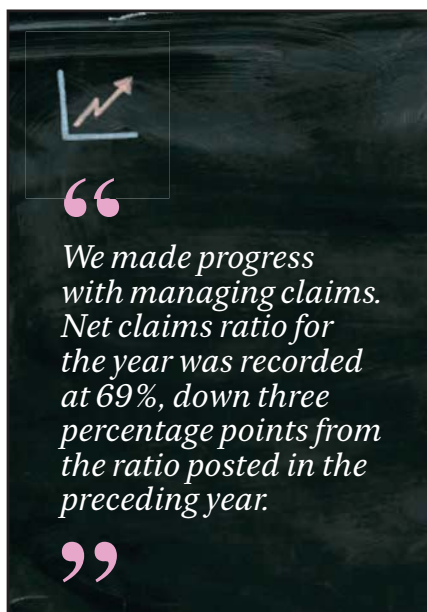 “
We made progress
with managing claims.
Net claims ratio for
the year was recorded
at 69%, down three
percentage points from
the ratio posted in the
preceding year.
”